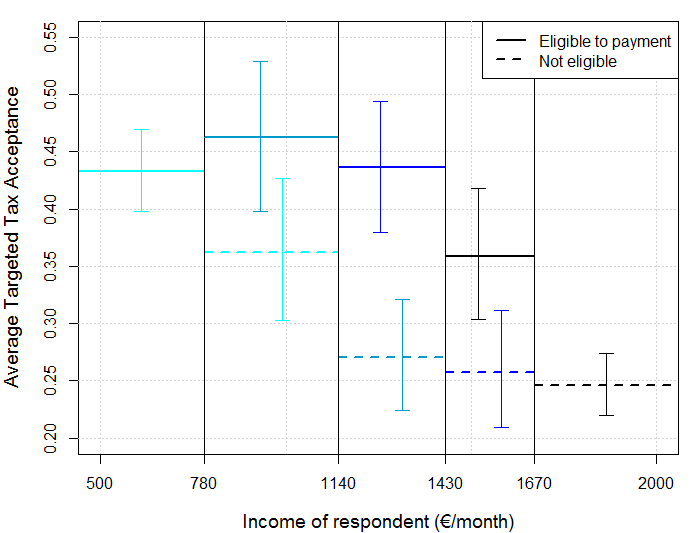 Eligible to payment
Not eligible
Average Targeted Tax Acceptance
0.55
0.50
0.45
0.40
0.35
0.30
0.25
0.20
500 780 1140 1430 1670 2000
Income of respondent (€/month)